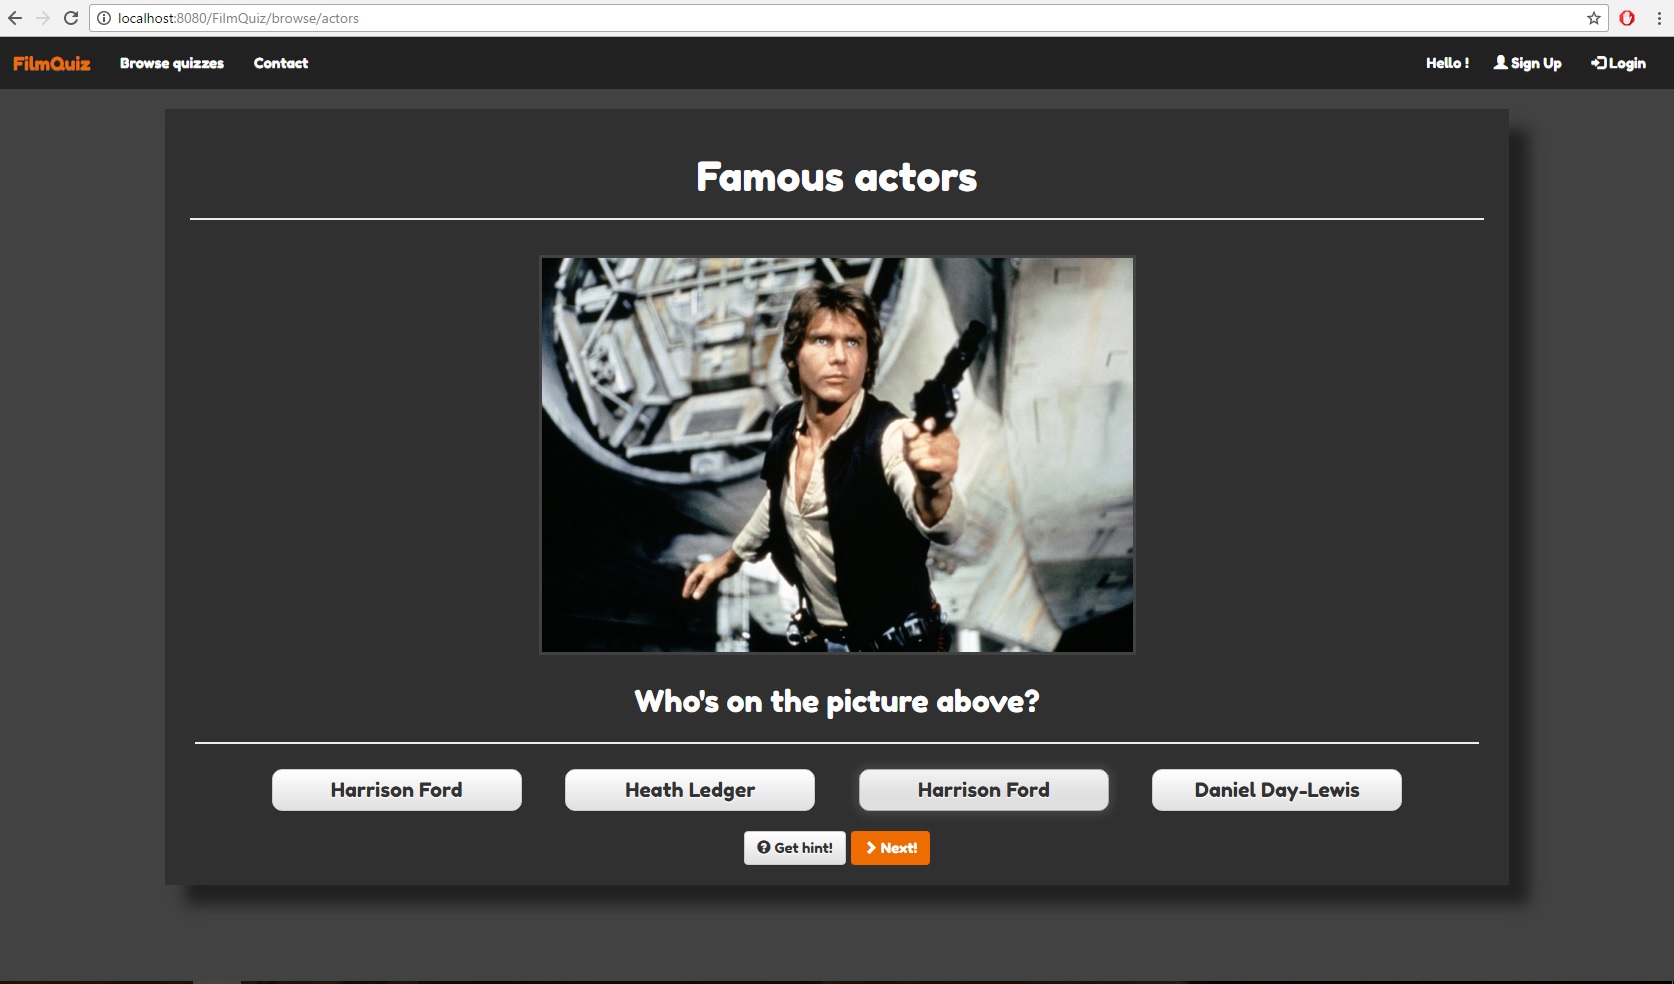 localhost:8080/FilmQuiz/browse/actors
FilmQuiz Browse quizzes Contact Hello ! Sign Up Login
Famous actors
Who's on the picture above?
Harrison Ford Heath Ledger Harrison Ford Daniel Day-Lewis
Get hint! Next!